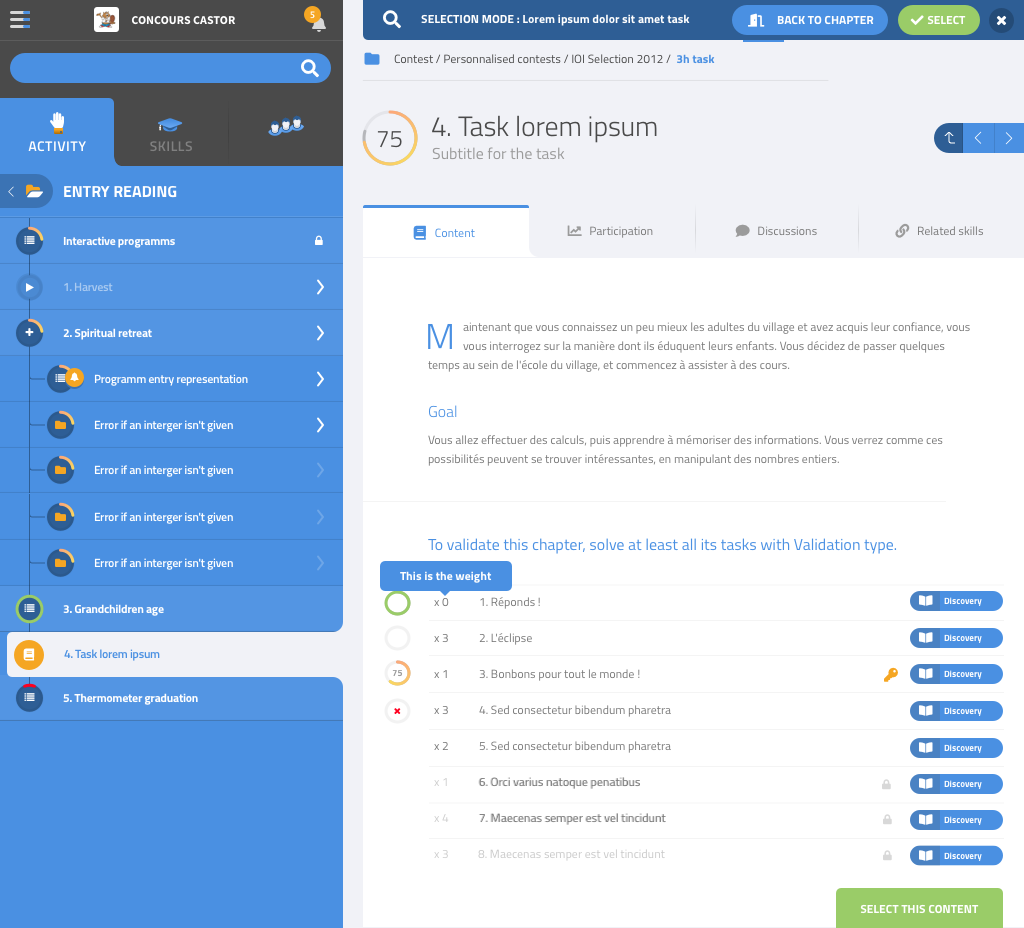 CONCOURS CASTOR
5
SELECTION MODE : Lorem ipsum dolor sit amet task
BACK TO CHAPTER
SELECT
ACTIVITY
SKILLS
ENTRY READING
Interactive programms
1. Harvest
2. Spiritual retreat
Programm entry representation
Error if an interger isn't given
Error if an interger isn't given
Error if an interger isn't given
Error if an interger isn't given
3. Grandchildren age
4. Task lorem ipsum
5. Thermometer graduation
Contest / Personnalised contests / IOI Selection 2012 / 3h task
75
4. Task lorem ipsum
Subtitle for the task
Content
Participation
Discussions
Related skills
Maintenant que vous connaissez un peu mieux les adultes du village et avez acquis leur confiance, vous
vous interrogez sur la manière dont ils éduquent leurs enfants. Vous décidez de passer quelques
temps au sein de l'école du village, et commencez à assister à des cours.
Goal
Vous allez effectuer des calculs, puis apprendre à mémoriser des informations. Vous verrez comme ces
possibilités peuvent se trouver intéressantes, en manipulant des nombres entiers.
To validate this chapter, solve at least all its tasks with Validation type.
This is the weight
x 0 1. Réponds ! Discovery
x 3 2. L'éclipse Discovery
75 x 1 3. Bonbons pour tout le monde ! Discovery
x 3 4. Sed consectetur bibendum pharetra Discovery
x 2 5. Sed consectetur bibendum pharetra Discovery
x 1 6. Orci varius natoque penatibus Discovery
x 4 7. Maecenas semper est vel tincidunt Discovery
x 3 8. Maecenas semper est vel tincidunt Discovery
SELECT THIS CONTENT